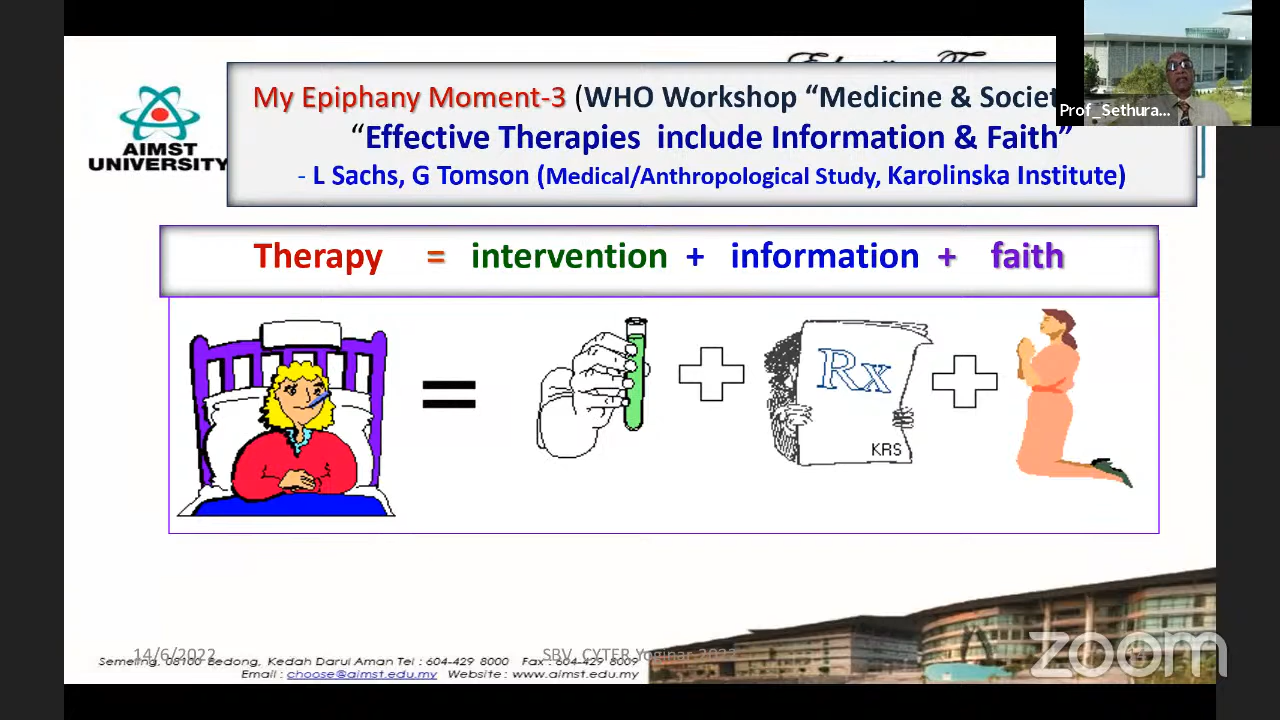 My Epiphany Moment-3 (WHO Workshop "Medicine & Societ
"Effective Therapies include Information & Faith"
- L Sachs, G Tomson (Medical/Anthropological Study, Karolinska Institute)
Prof_Sethura...
AIMST
UNIVERSITY
Therapy = intervention + information + faith
=
+
Rx
KRS
+
14/6/2022
SBV, CYTER Yoginar 2022
Semeling, 08100 Bedong, Kedah Darul Aman Tel : 604-429 8000 Fax : 604-429 8009
Email : choose@aimst.edu.my Website : www.aimst.edu.my
zoom